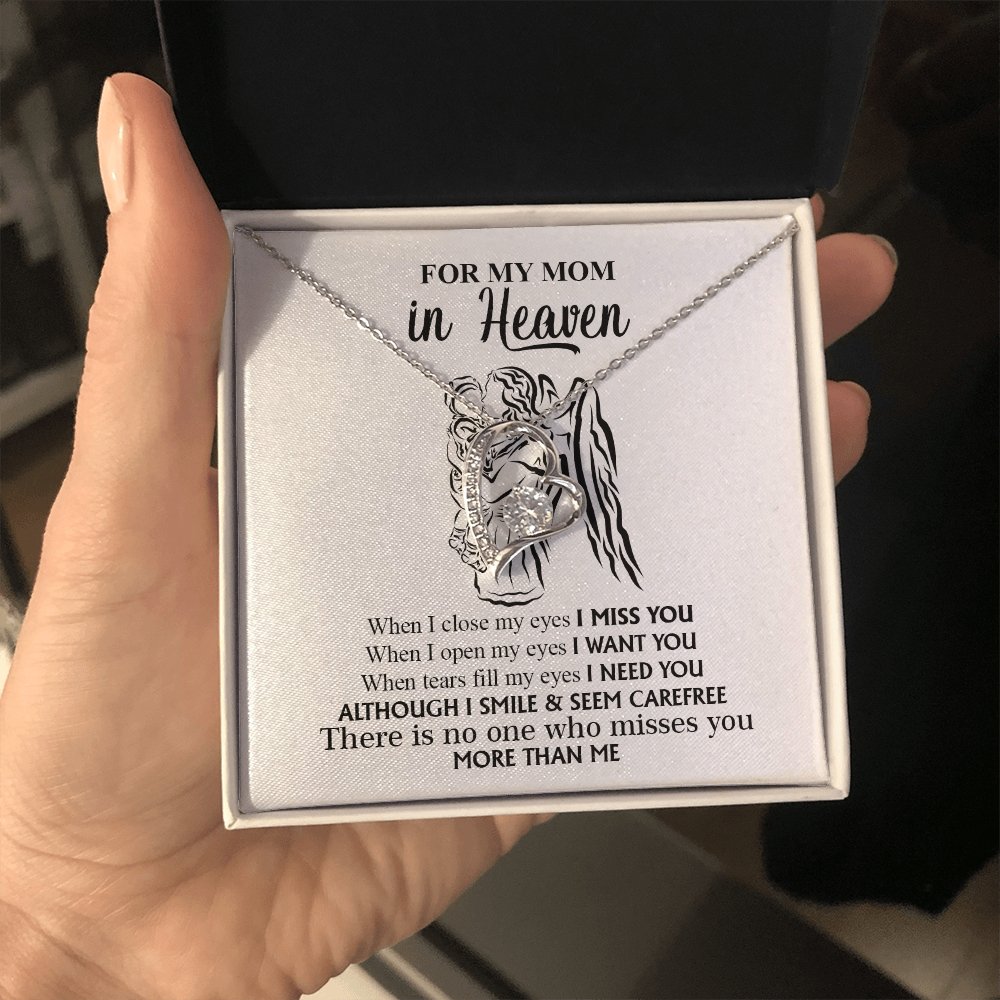 FOR MY MOM
in Heaven
When I close my eyes I MISS YOU
When I open my eyes I WANT YOU
When tears fill my eyes I NEED YOU
ALTHOUGH I SMILE & SEEM CAREFREE
There is no one who misses you
MORE THAN ME